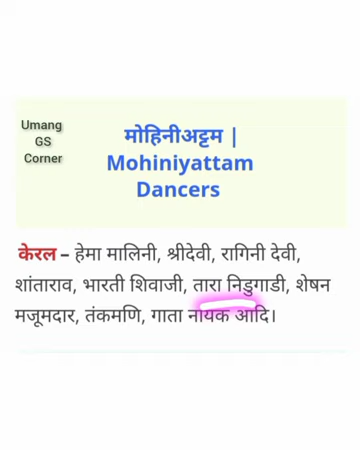 Umang
GS
Corner
मोहिनीअट्टम |
Mohiniyattam
Dancers
केरल – हेमा मालिनी, श्रीदेवी, रागिनी देवी,
शांताराव, भारती शिवाजी, तारा निडुगाडी, शेषन
मजूमदार, तंकमणि, गाता नायक आदि।